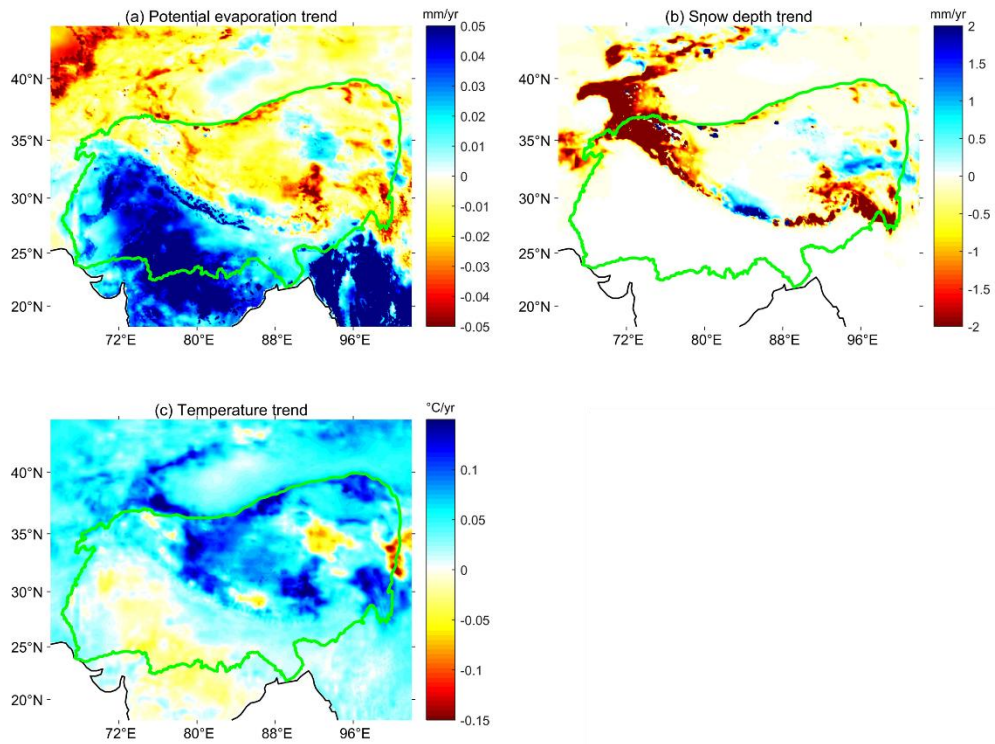 (a) Potential evaporation trend
mm/yr
40°N
35°N
30°N
25°N
20°N
72°E 80°E 88°E 96°E
0.05
0.04
0.03
0.02
0.01
0
-0.01
-0.02
-0.03
-0.04
-0.05
(b) Snow depth trend
mm/yr
40°N
35°N
30°N
25°N
20°N
72°E 80°E 88°E 96°E
2
1.5
1
0.5
0
-0.5
-1
-1.5
-2
(c) Temperature trend
°C/yr
40°N
35°N
30°N
25°N
20°N
72°E 80°E 88°E 96°E
0.1
0.05
0
-0.05
-0.1
-0.15